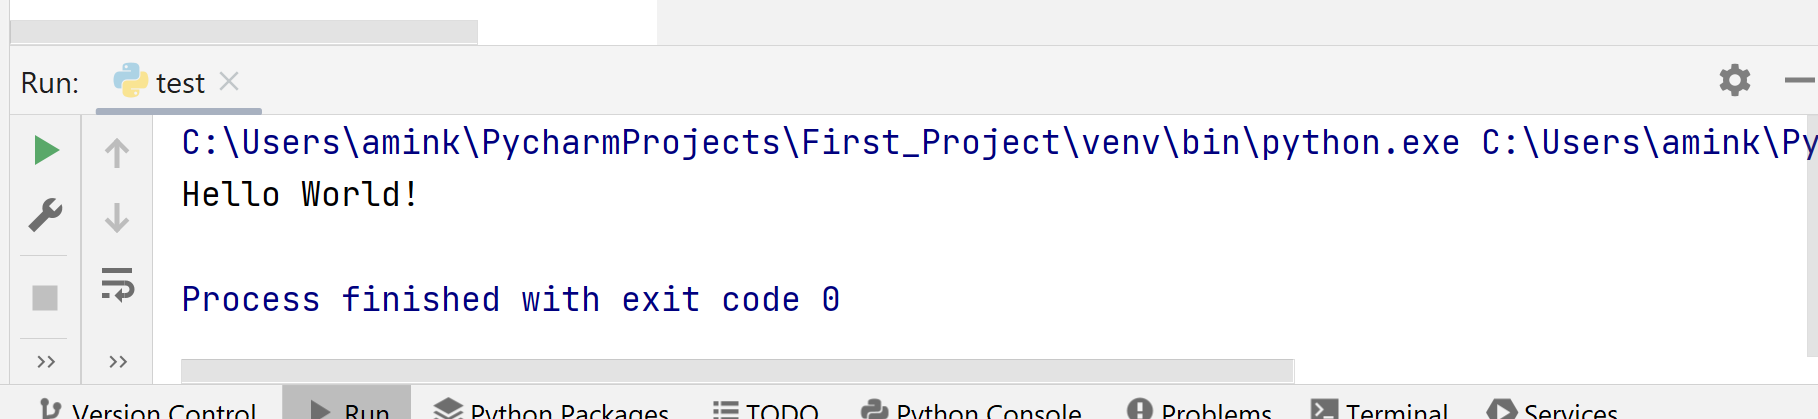 Run: test
C:\Users\amink\PycharmProjects\First_Project\venv\bin\python.exe C:\Users\amink\Py
Hello World!
Process finished with exit code 0
Version Control Run Python Packages TODO Python Console Problems Terminal Services